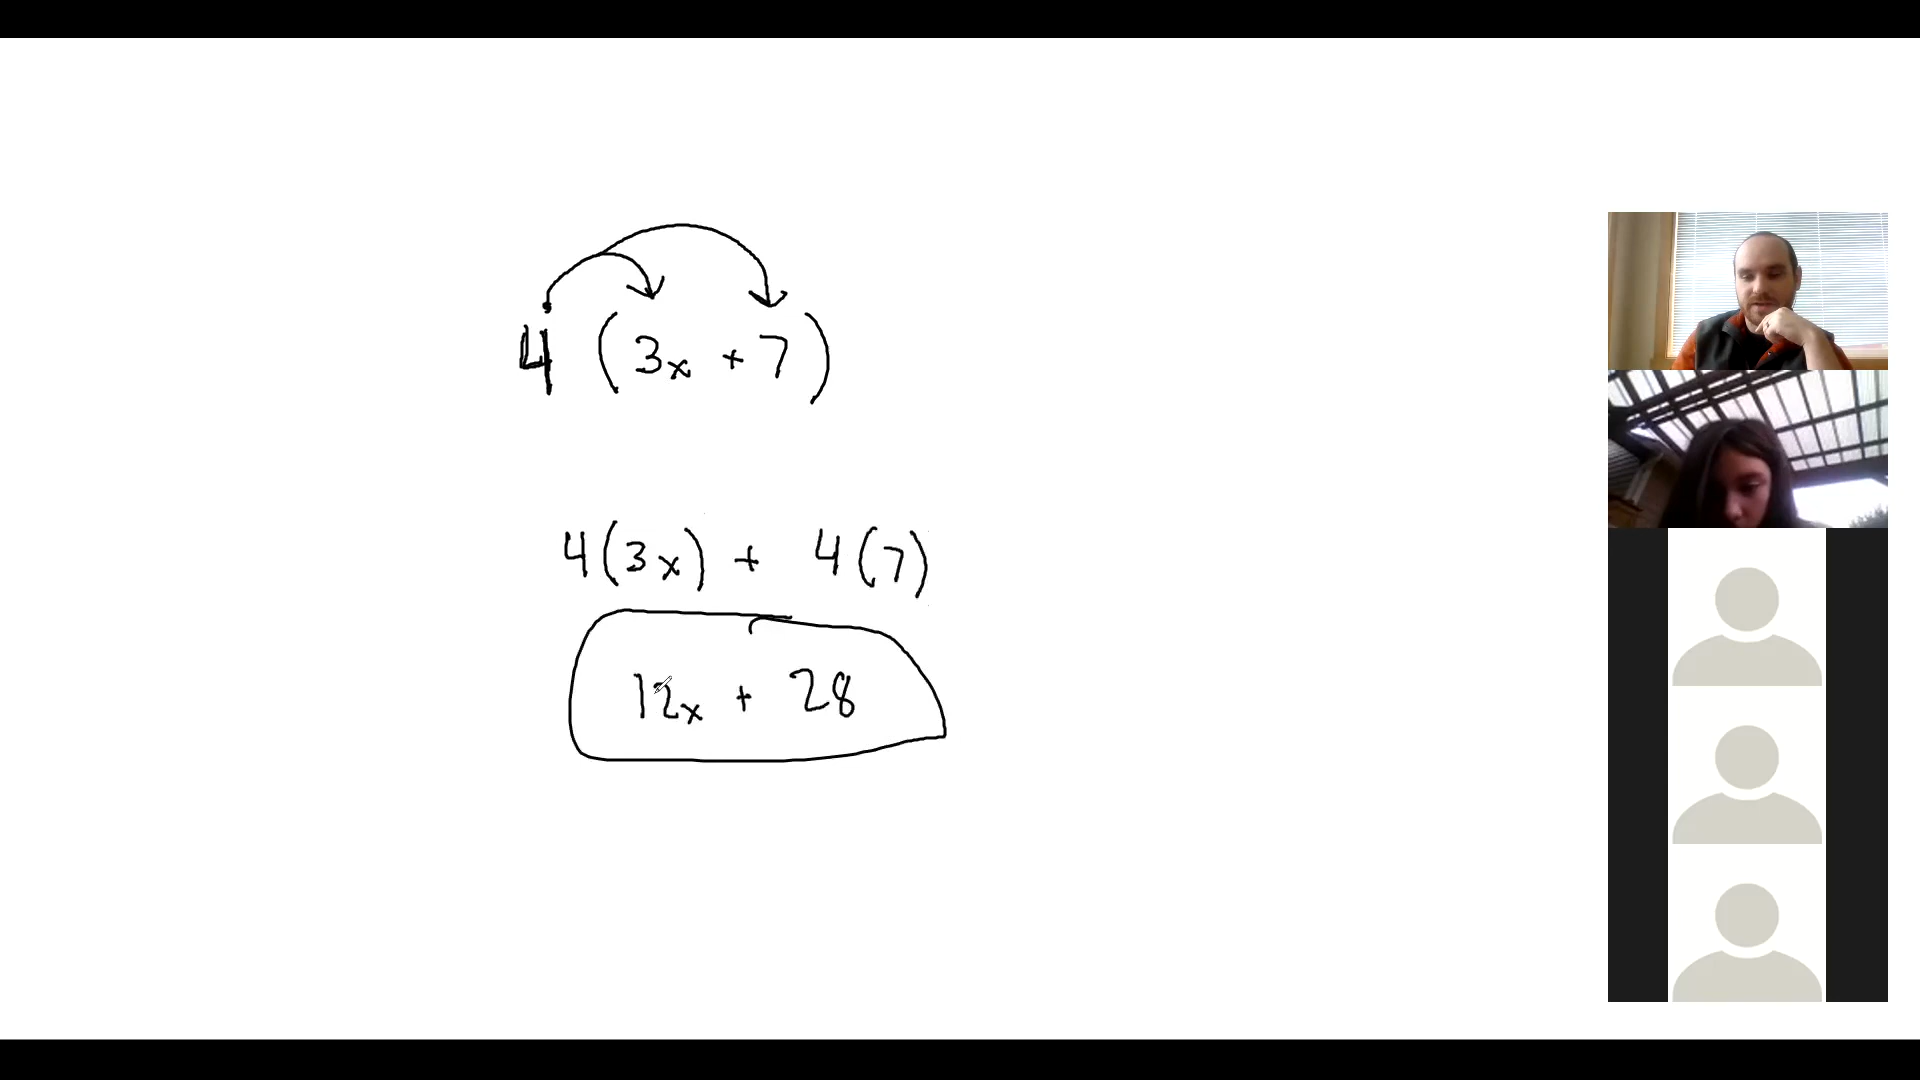 4 (3x + 7)
4(3x) + 4(7)
12x + 28